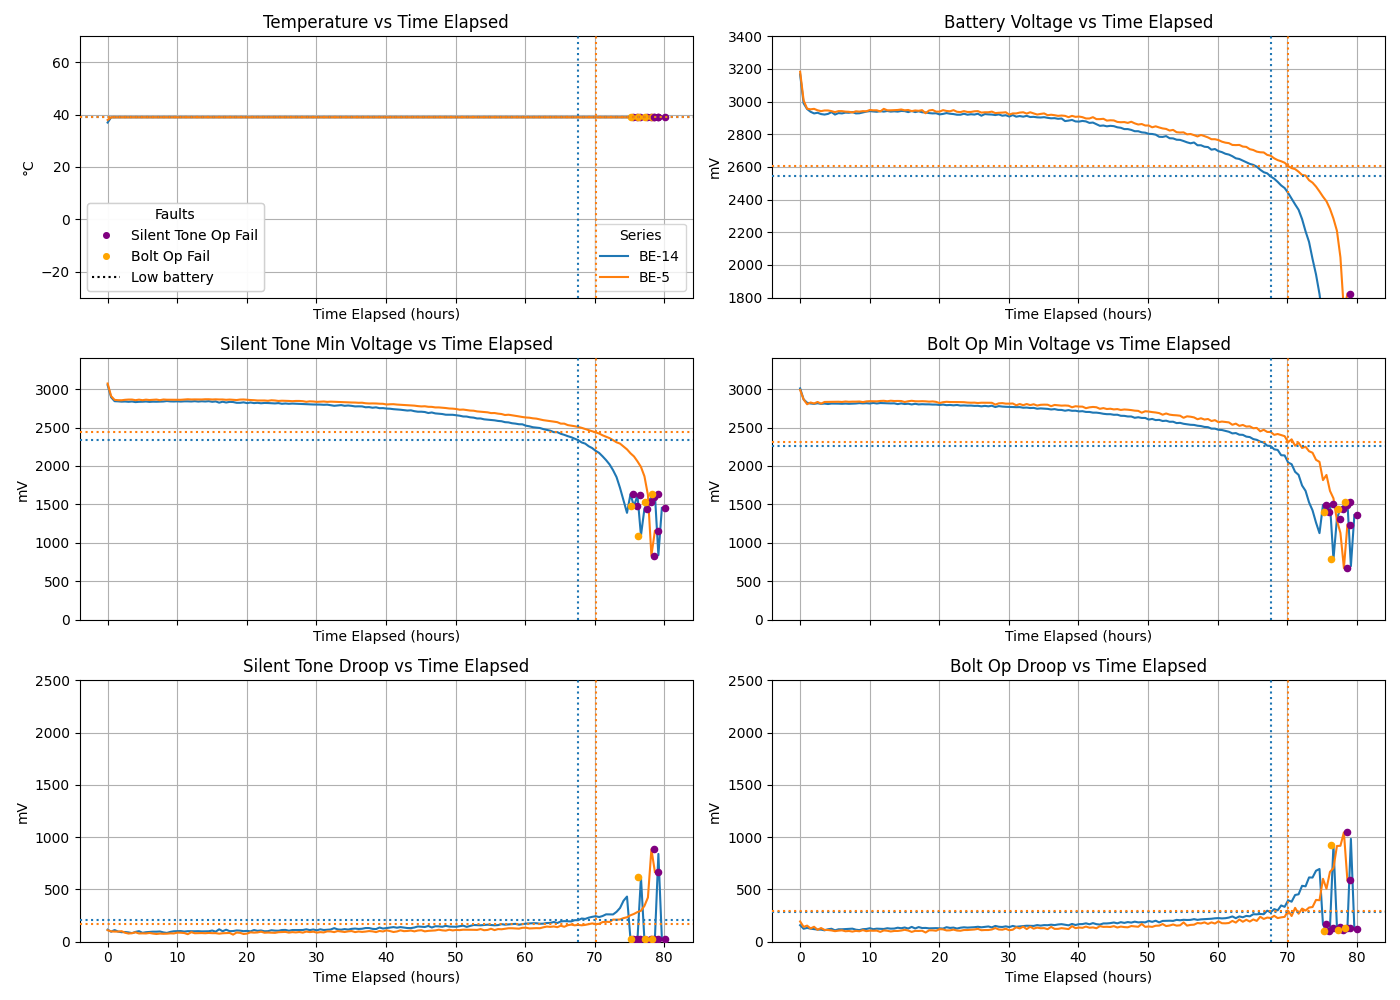 Temperature vs Time Elapsed
°C
60
40
20
0
−20
Faults
Silent Tone Op Fail
Bolt Op Fail
Low battery
Series
BE-14
BE-5
Time Elapsed (hours)
Battery Voltage vs Time Elapsed
mV
3400
3200
3000
2800
2600
2400
2200
2000
1800
Time Elapsed (hours)
Silent Tone Min Voltage vs Time Elapsed
mV
3000
2500
2000
1500
1000
500
0
Time Elapsed (hours)
Bolt Op Min Voltage vs Time Elapsed
mV
3000
2500
2000
1500
1000
500
0
Time Elapsed (hours)
Silent Tone Droop vs Time Elapsed
mV
2500
2000
1500
1000
500
0
0 10 20 30 40 50 60 70 80
Time Elapsed (hours)
Bolt Op Droop vs Time Elapsed
mV
2500
2000
1500
1000
500
0
0 10 20 30 40 50 60 70 80
Time Elapsed (hours)